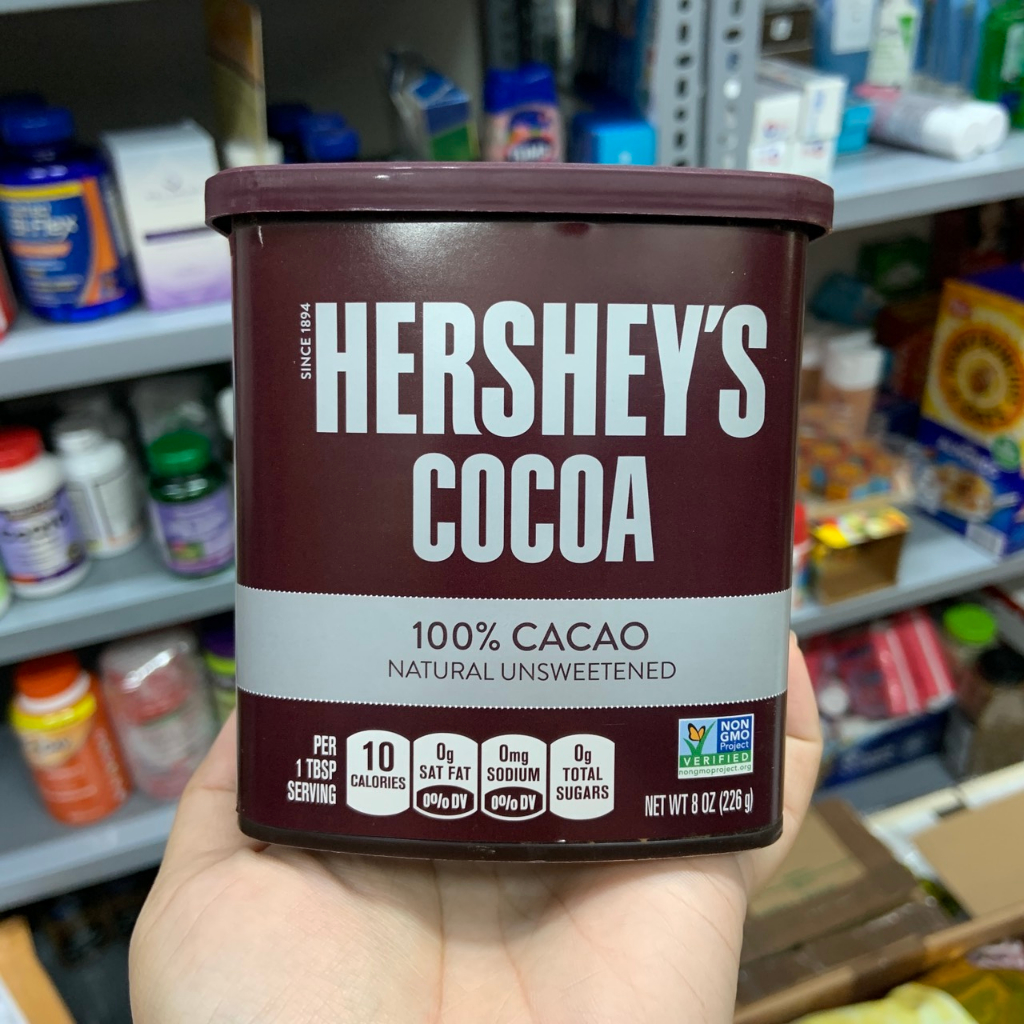 SINCE 1894
HERSHEY'S
COCOA
100% CACAO
NATURAL UNSWEETENED
PER
1 TBSP
SERVING
10
CALORIES
0g
SAT FAT
0% DV
0mg
SODIUM
0% DV
0g
TOTAL
SUGARS
NON
GMO
Project
VERIFIED
nongmoproject.org
NET WT 8 OZ (226 g)